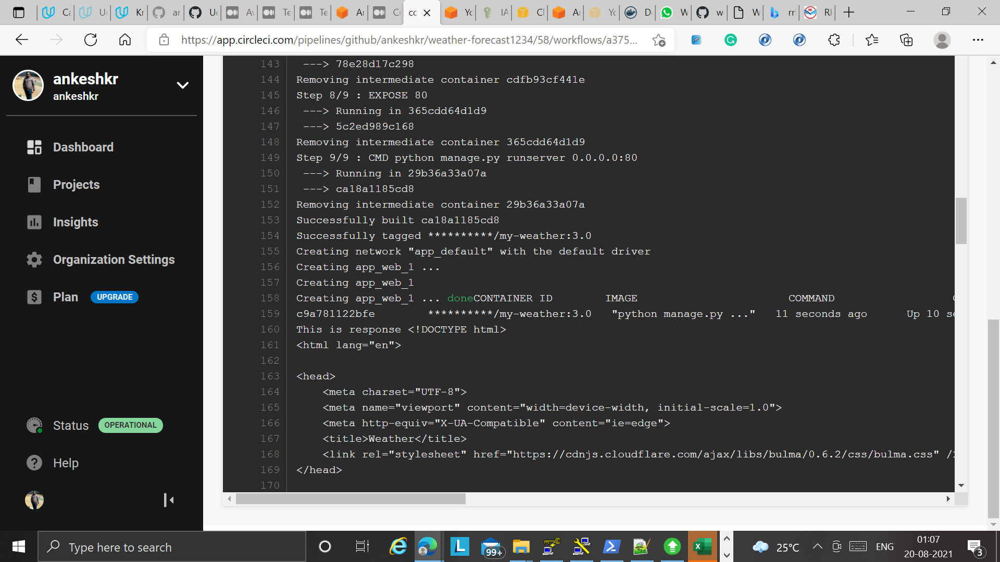 Ca
Uc
Kr
ar
Uc
Av
Te
Te
Ar
Cr
cc
Yo
IA
Cl
Ar
Yo
Do
W
w
W
rr
RI
https://app.circleci.com/pipelines/github/ankeshkr/weather-forecast1234/58/workflows/a375...
ankeshkr
ankeshkr
Dashboard
Projects
Insights
Organization Settings
Plan UPGRADE
Status OPERATIONAL
Help
143 ---> 78e28d17c298
144 Removing intermediate container cdfb93cf441e
145 Step 8/9 : EXPOSE 80
146 ---> Running in 365cdd64d1d9
147 ---> 5c2ed989c168
148 Removing intermediate container 365cdd64d1d9
149 Step 9/9 : CMD python manage.py runserver 0.0.0.0:80
150 ---> Running in 29b36a33a07a
151 ---> ca18a1185cd8
152 Removing intermediate container 29b36a33a07a
153 Successfully built ca18a1185cd8
154 Successfully tagged **********/my-weather:3.0
155 Creating network "app_default" with the default driver
156 Creating app_web_1 ...
157 Creating app_web_1
158 Creating app_web_1 ... doneCONTAINER ID IMAGE COMMAND
159 c9a781122bfe **********/my-weather:3.0 "python manage.py ..." 11 seconds ago Up 10 se
160 This is response <!DOCTYPE html>
161 <html lang="en">
162
163 <head>
164 <meta charset="UTF-8">
165 <meta name="viewport" content="width=device-width, initial-scale=1.0">
166 <meta http-equiv="X-UA-Compatible" content="ie=edge">
167 <title>Weather</title>
168 <link rel="stylesheet" href="https://cdnjs.cloudflare.com/ajax/libs/bulma/0.6.2/css/bulma.css" /
169 </head>
170
Type here to search
99+
25°C
ENG
01:07
20-08-2021
3